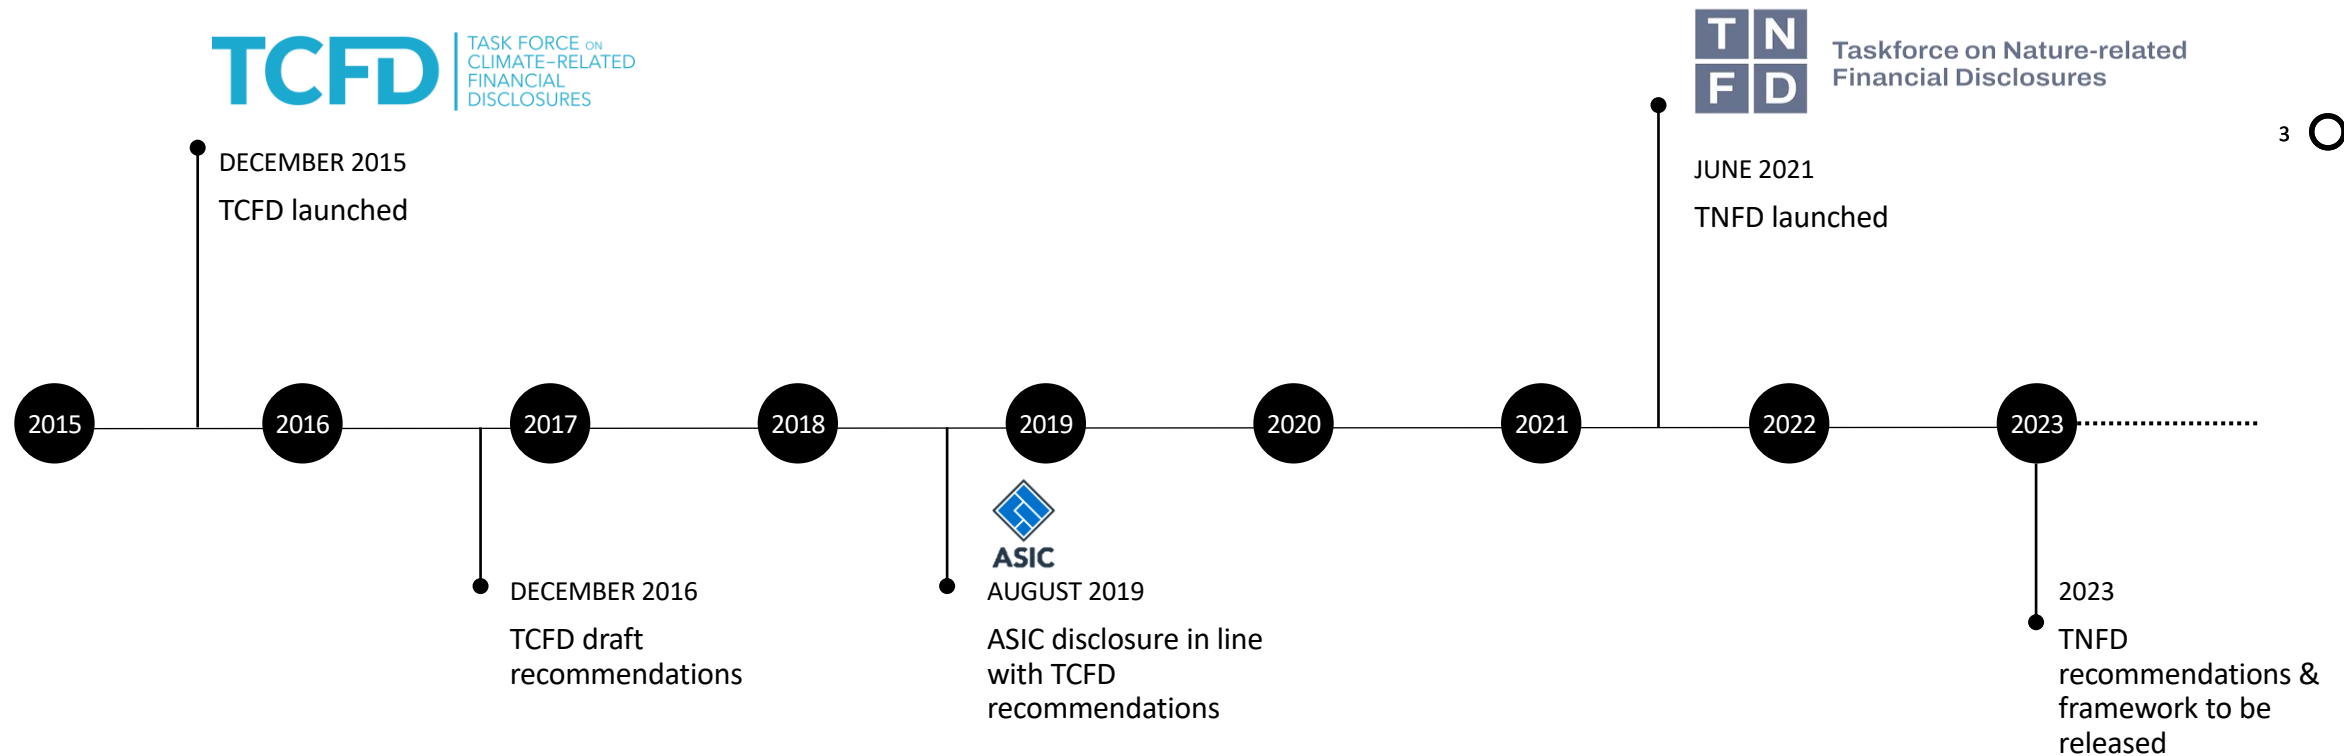 TCFD
TASK FORCE ON
CLIMATE-RELATED
FINANCIAL
DISCLOSURES
T N
F D
Taskforce on Nature-related
Financial Disclosures
3
DECEMBER 2015
TCFD launched
JUNE 2021
TNFD launched
2015 2016 2017 2018 2019 2020 2021 2022 2023
ASIC
DECEMBER 2016
TCFD draft
recommendations
AUGUST 2019
ASIC disclosure in line
with TCFD
recommendations
2023
TNFD
recommendations &
framework to be
released